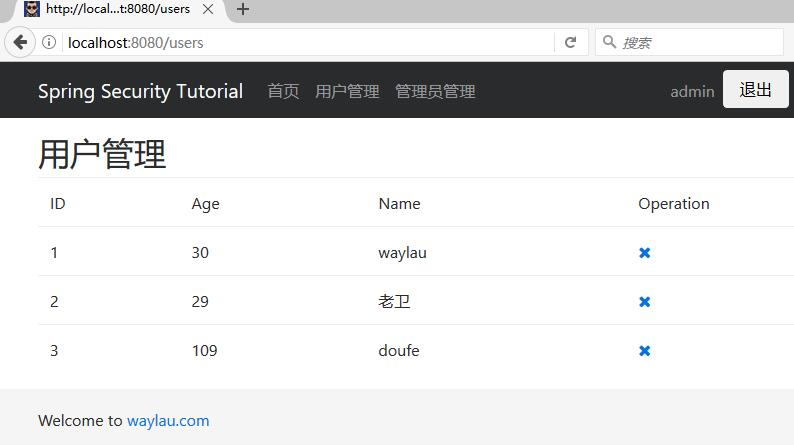 http://local...t:8080/users
localhost:8080/users 搜索
Spring Security Tutorial 首页 用户管理 管理员管理 admin 退出
用户管理
ID Age Name Operation
1 30 waylau
2 29 老卫
3 109 doufe
Welcome to waylau.com